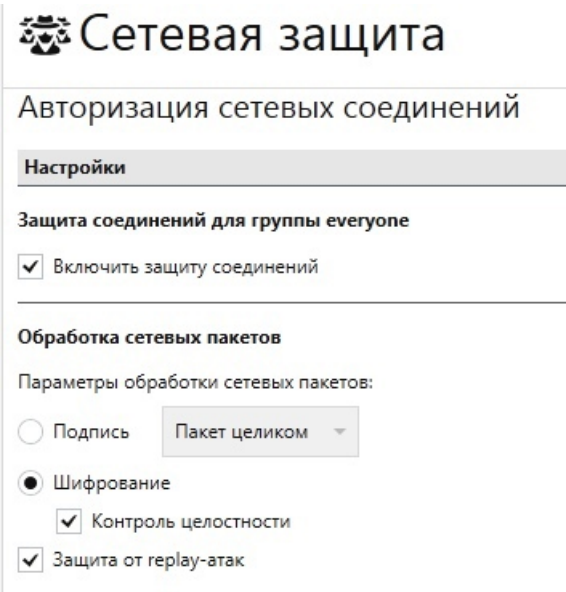 Сетевая защита
Авторизация сетевых соединений
Настройки
Защита соединений для группы everyone
Включить защиту соединений
Обработка сетевых пакетов
Параметры обработки сетевых пакетов:
Подпись Пакет целиком
Шифрование
Контроль целостности
Защита от replay-атак